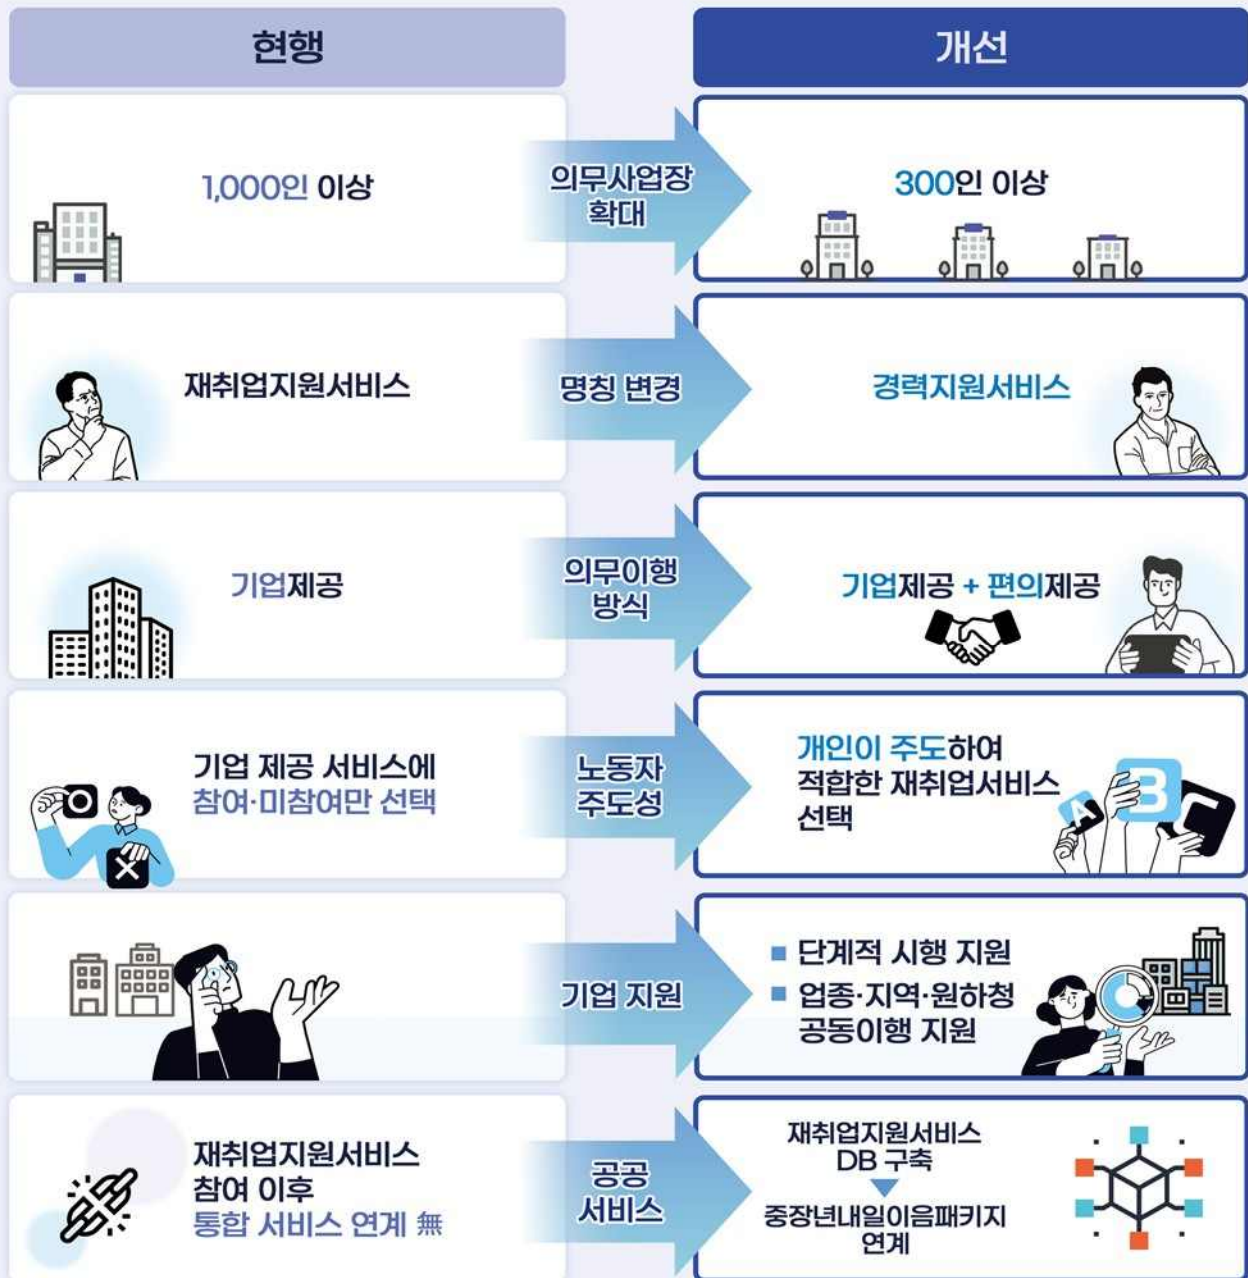 현행
개선
1,000인 이상
의무사업장
확대
300인 이상
재취업지원서비스
명칭 변경
경력지원서비스
기업제공
의무이행
방식
기업제공 + 편의제공
기업 제공 서비스에
참여·미참여만 선택
O
X
노동자
주도성
개인이 주도하여
적합한 재취업서비스
선택
A
B
기업 지원
■ 단계적 시행 지원
■ 업종·지역·원하청
공동이행 지원
재취업지원서비스
참여 이후
통합 서비스 연계 無
공공
서비스
재취업지원서비스
DB 구축
중장년내일이음패키지
연계